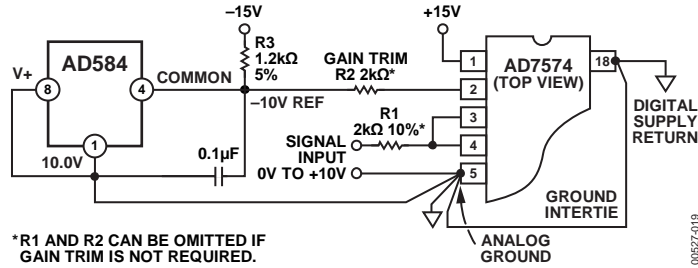 –15V
+15V
R3
1.2kΩ
5%
AD584
V+
8
4
COMMON
GAIN TRIM
R2 2kΩ*
–10V REF
1
10.0V
0.1µF
R1
2kΩ 10%*
SIGNAL
INPUT
0V TO +10V
1
2
3
4
5
AD7574
(TOP VIEW)
18
DIGITAL
SUPPLY
RETURN
GROUND
INTERTIE
ANALOG
GROUND
*R1 AND R2 CAN BE OMITTED IF
GAIN TRIM IS NOT REQUIRED.
00527-019